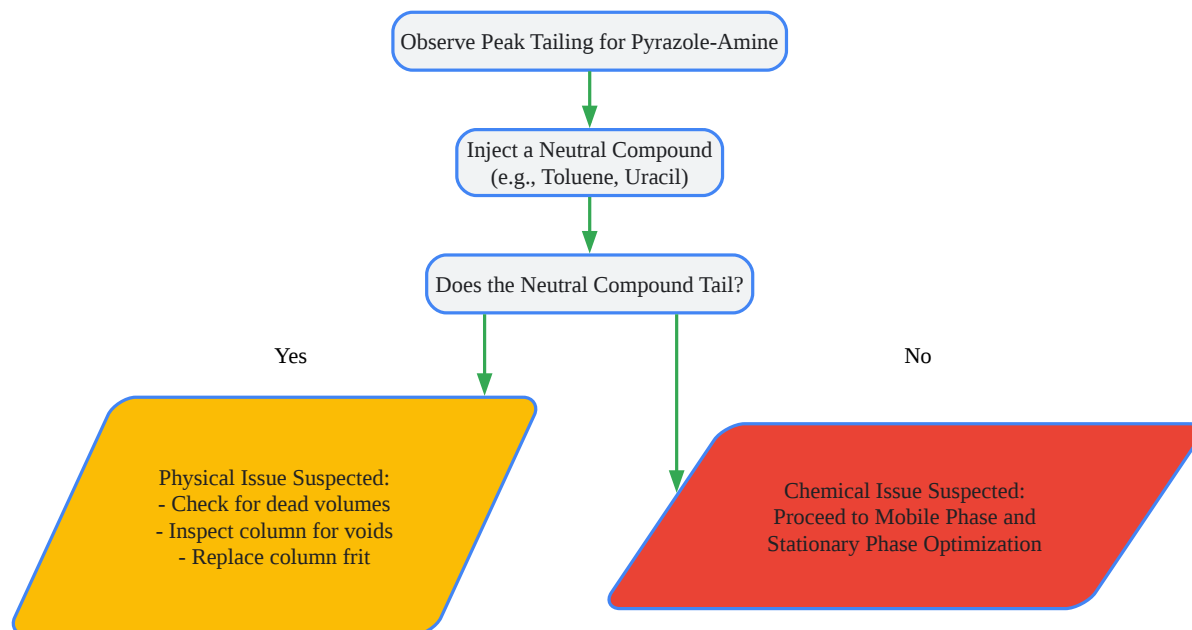 Observe Peak Tailing for Pyrazole-Amine
Inject a Neutral Compound
(e.g., Toluene, Uracil)
Does the Neutral Compound Tail?
Yes
No
Physical Issue Suspected:
- Check for dead volumes
- Inspect column for voids
- Replace column frit
Chemical Issue Suspected:
Proceed to Mobile Phase and
Stationary Phase Optimization